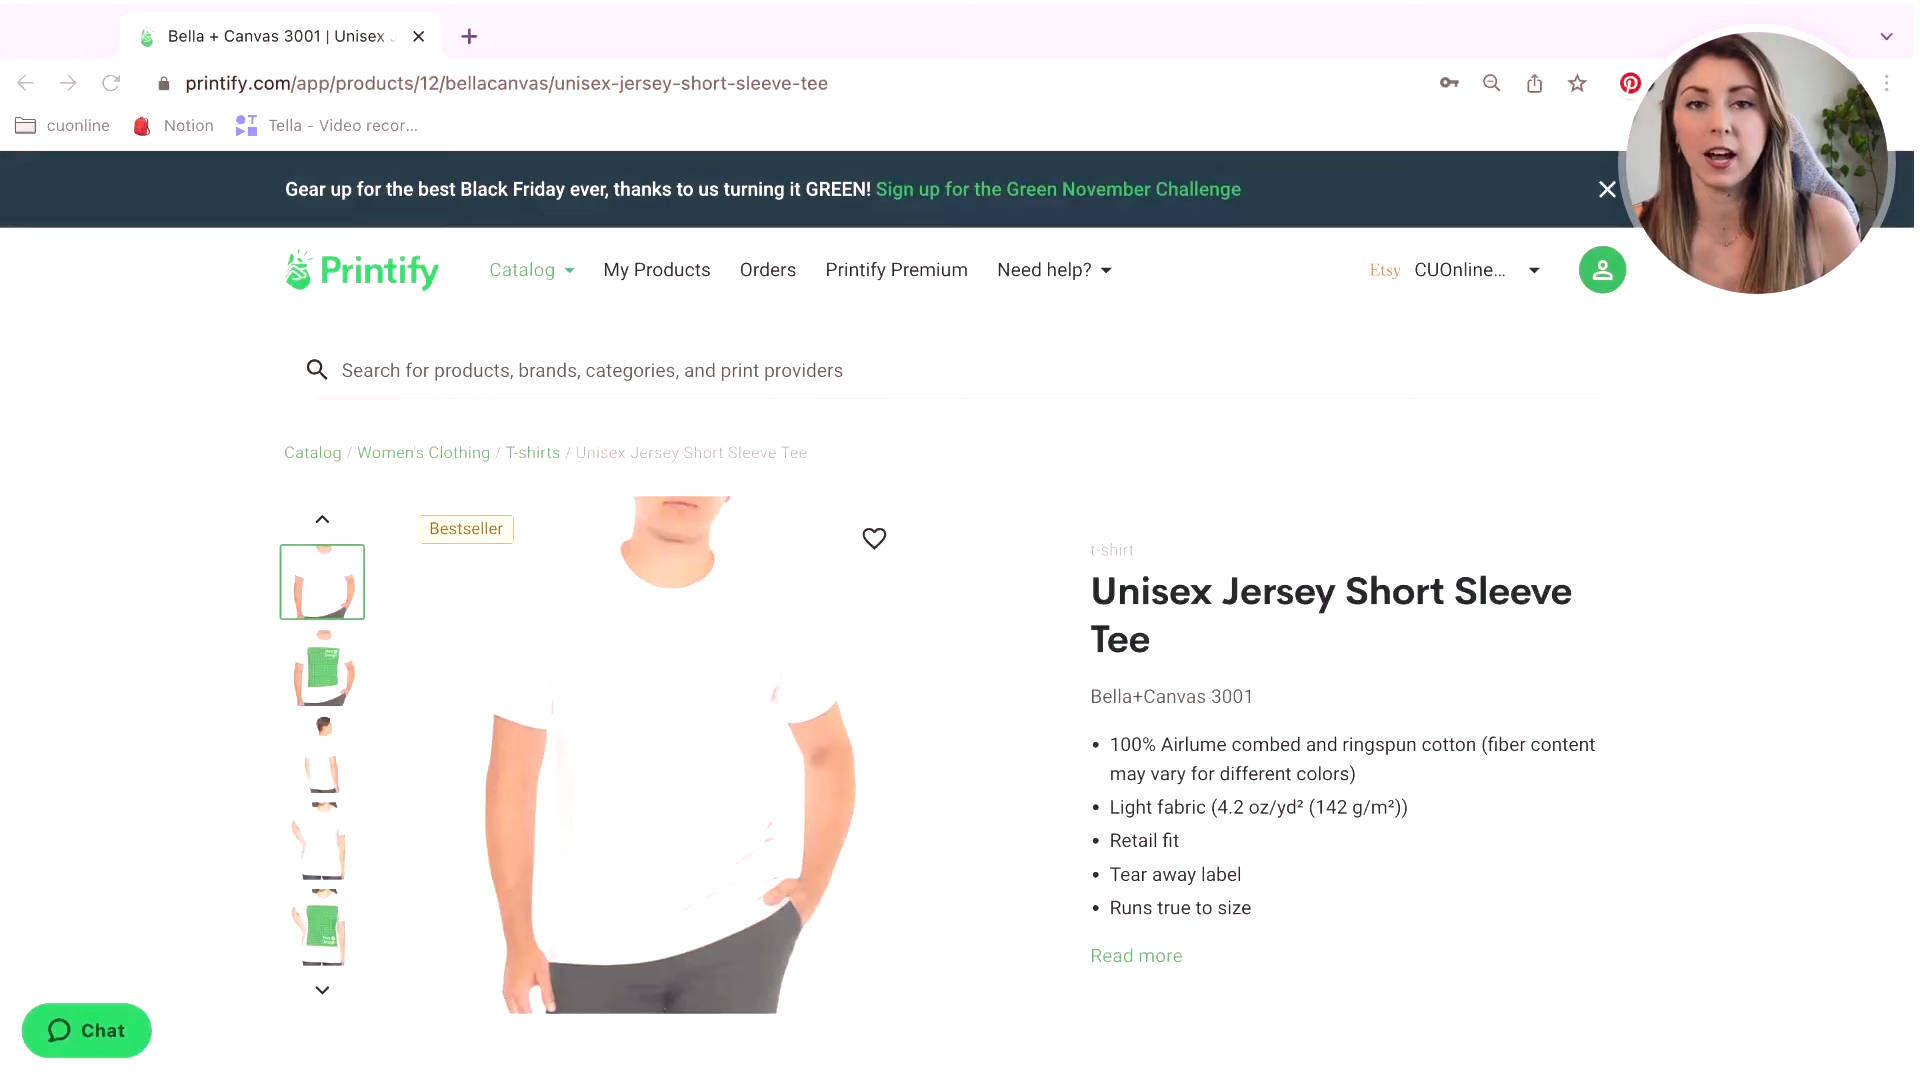 Bella + Canvas 3001 | Unisex
printify.com/app/products/12/bellacanvas/unisex-jersey-short-sleeve-tee
cuonline
Notion
Tella - Video recor...
Gear up for the best Black Friday ever, thanks to us turning it GREEN! Sign up for the Green November Challenge
Printify
Catalog
My Products
Orders
Printify Premium
Need help?
Etsy CUOnline...
Search for products, brands, categories, and print providers
Catalog / Women's Clothing / T-shirts / Unisex Jersey Short Sleeve Tee
Bestseller
t-shirt
Unisex Jersey Short Sleeve
Tee
Bella+Canvas 3001
• 100% Airlume combed and ringspun cotton (fiber content
may vary for different colors)
• Light fabric (4.2 oz/yd² (142 g/m²))
• Retail fit
• Tear away label
• Runs true to size
Read more
Chat